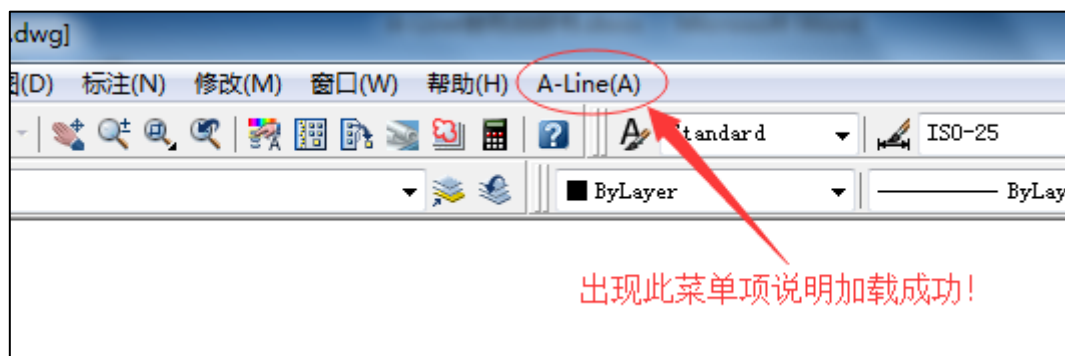 .dwg]
(D) 标注(N) 修改(M) 窗口(W) 帮助(H) A-Line(A)
Standard ISO-25
ByLayer ByLay
出现此菜单项说明加载成功!